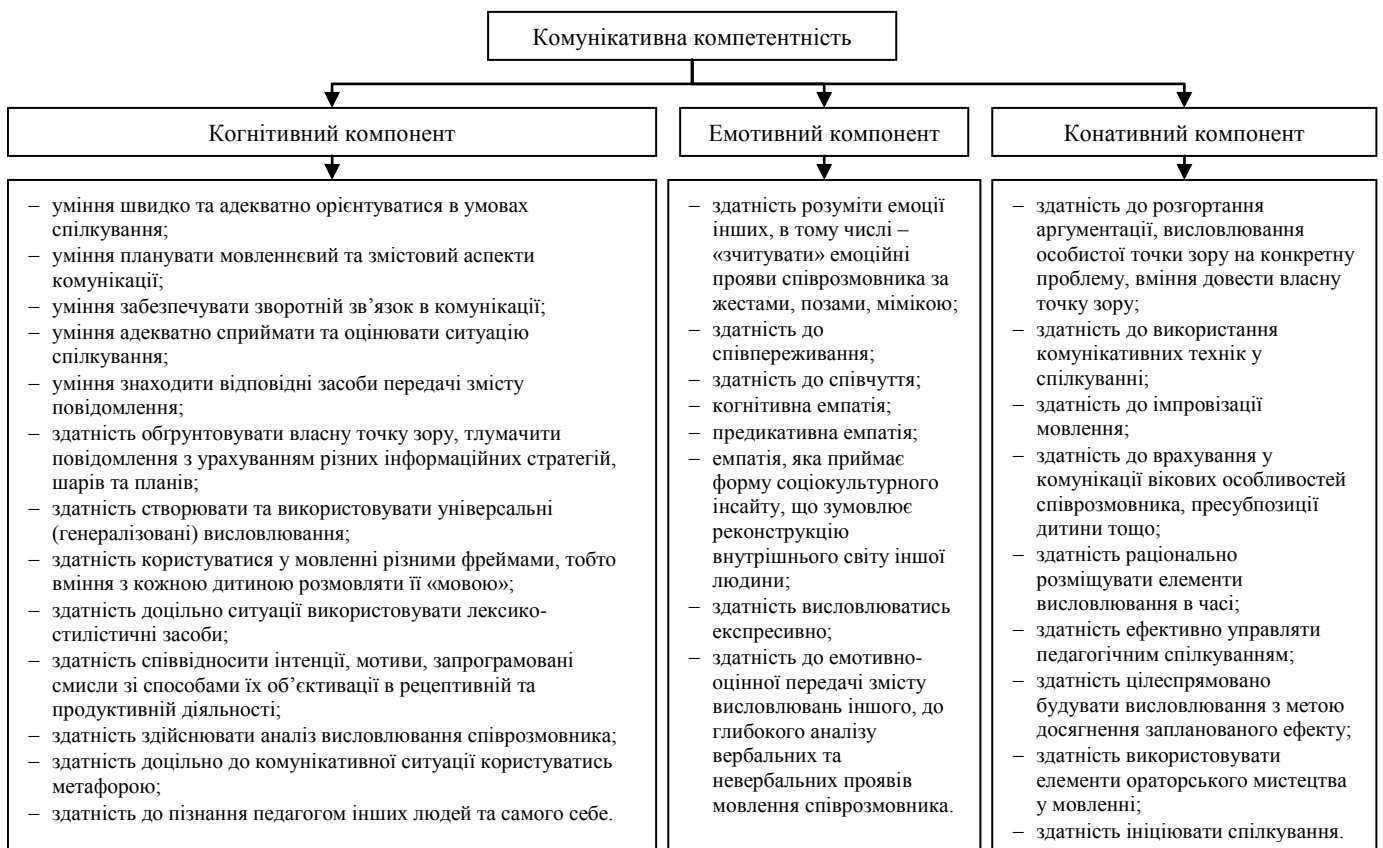 Комунікативна компетентність
Когнітивний компонент
Емотивний компонент
Конативний компонент
– уміння швидко та адекватно орієнтуватися в умовах
спілкування;
– уміння планувати мовленнєвий та змістовий аспекти
комунікації;
– уміння забезпечувати зворотній зв’язок в комунікації;
– уміння адекватно сприймати та оцінювати ситуацію
спілкування;
– уміння знаходити відповідні засоби передачі змісту
повідомлення;
– здатність обґрунтовувати власну точку зору, тлумачити
повідомлення з урахуванням різних інформаційних стратегій,
шарів та планів;
– здатність створювати та використовувати універсальні
(генералізовані) висловлювання;
– здатність користуватися у мовленні різними фреймами, тобто
вміння з кожною дитиною розмовляти її «мовою»;
– здатність доцільно ситуації використовувати лексико-
стилістичні засоби;
– здатність співвідносити інтенції, мотиви, запрограмовані
смисли зі способами їх об’єктивації в рецептивній та
продуктивній діяльності;
– здатність здійснювати аналіз висловлювання співрозмовника;
– здатність доцільно до комунікативної ситуації користуватись
метафорою;
– здатність до пізнання педагогом інших людей та самого себе.
– здатність розуміти емоції
інших, в тому числі –
«зчитувати» емоційні
прояви співрозмовника за
жестами, позами, мімікою;
– здатність до
співпереживання;
– здатність до співчуття;
– когнітивна емпатія;
– предикативна емпатія;
– емпатія, яка приймає
форму соціокультурного
інсайту, що зумовлює
реконструкцію
внутрішнього світу іншої
людини;
– здатність висловлюватись
експресивно;
– здатність до емотивно-
оцінної передачі змісту
висловлювань іншого, до
глибокого аналізу
вербальних та
невербальних проявів
мовлення співрозмовника.
– здатність до розгортання
аргументації, висловлювання
особистої точки зору на конкретну
проблему, вміння довести власну
точку зору;
– здатність до використання
комунікативних технік у
спілкуванні;
– здатність до імпровізації
мовлення;
– здатність до врахування у
комунікації вікових особливостей
співрозмовника, пресубпозиції
дитини тощо;
– здатність раціонально
розміщувати елементи
висловлювання в часі;
– здатність ефективно управляти
педагогічним спілкуванням;
– здатність цілеспрямовано
будувати висловлювання з метою
досягнення запланованого ефекту;
– здатність використовувати
елементи ораторського мистецтва
у мовленні;
– здатність ініціювати спілкування.